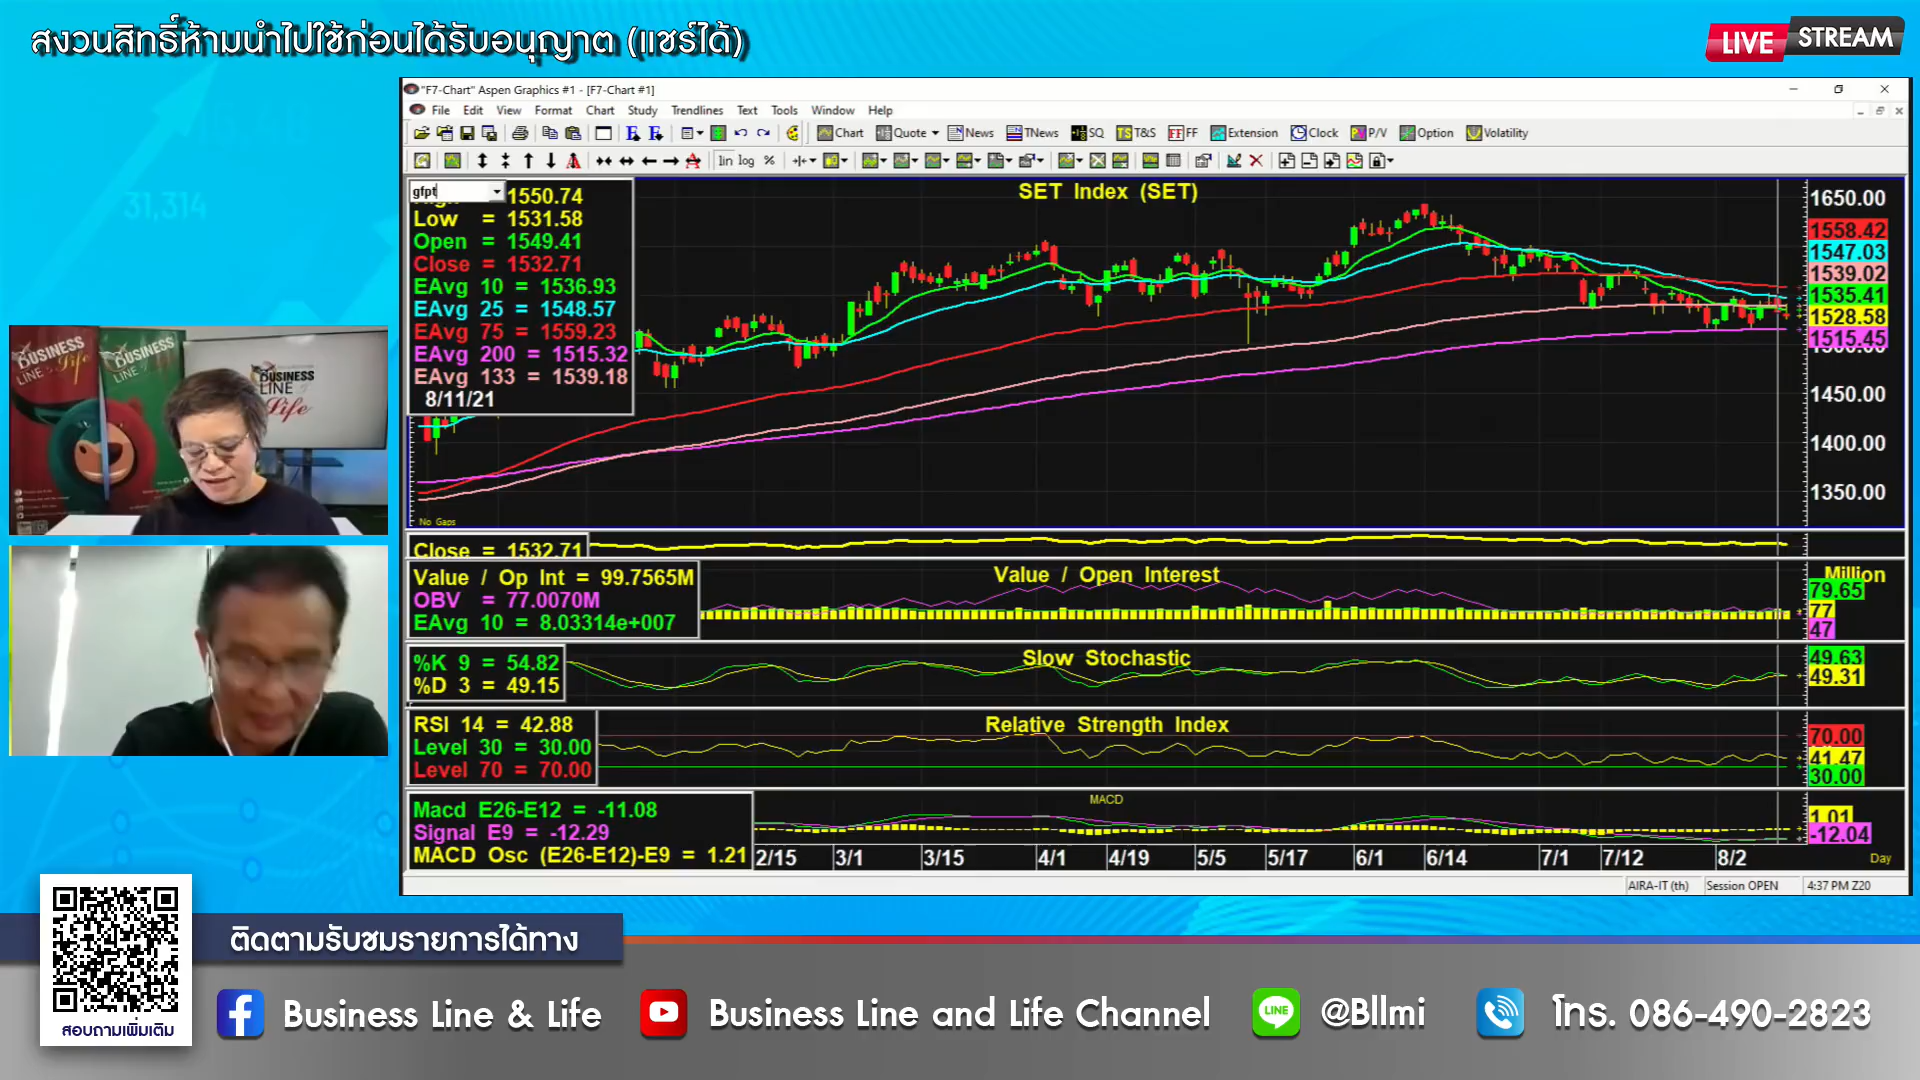 สงวนสิทธิ์ห้ามนำไปใช้ก่อนได้รับอนุญาต (แชร์ได้)
LIVE STREAM
"F7-Chart" Aspen Graphics #1 - [F7-Chart #1]
File Edit View Format Chart Study Trendlines Text Tools Window Help
Chart Quote News TNews SQ T&S FF Extension Clock P/V Option Volatility
lin log %
gfpt
1550.74
Low = 1531.58
Open = 1549.41
Close = 1532.71
EAvg 10 = 1536.93
EAvg 25 = 1548.57
EAvg 75 = 1559.23
EAvg 200 = 1515.32
EAvg 133 = 1539.18
8/11/21
SET Index (SET)
1650.00
1558.42
1547.03
1539.02
1535.41
1528.58
1515.45
1450.00
1400.00
1350.00
No Gaps
Close = 1532.71
Value / Op Int = 99.7565M
OBV = 77.0070M
EAvg 10 = 8.03314e+007
Value / Open Interest
Million
79.65
77
47
%K 9 = 54.82
%D 3 = 49.15
Slow Stochastic
49.63
49.31
RSI 14 = 42.88
Level 30 = 30.00
Level 70 = 70.00
Relative Strength Index
70.00
41.47
30.00
Macd E26-E12 = -11.08
Signal E9 = -12.29
MACD Osc (E26-E12)-E9 = 1.21
MACD
1.01
-12.04
2/15 3/1 3/15 4/1 4/19 5/5 5/17 6/1 6/14 7/1 7/12 8/2 Day
AIRA-IT (th) Session OPEN 4:37 PM Z20
31,314
BUSINESS LINE & Life
BUSINESS LINE & Life
BUSINESS LINE & Life
สอบถามเพิ่มเติม
ติดตามรับชมรายการได้ทาง
Business Line & Life
Business Line and Life Channel
LINE
@Bllmi
โทร. 086-490-2823